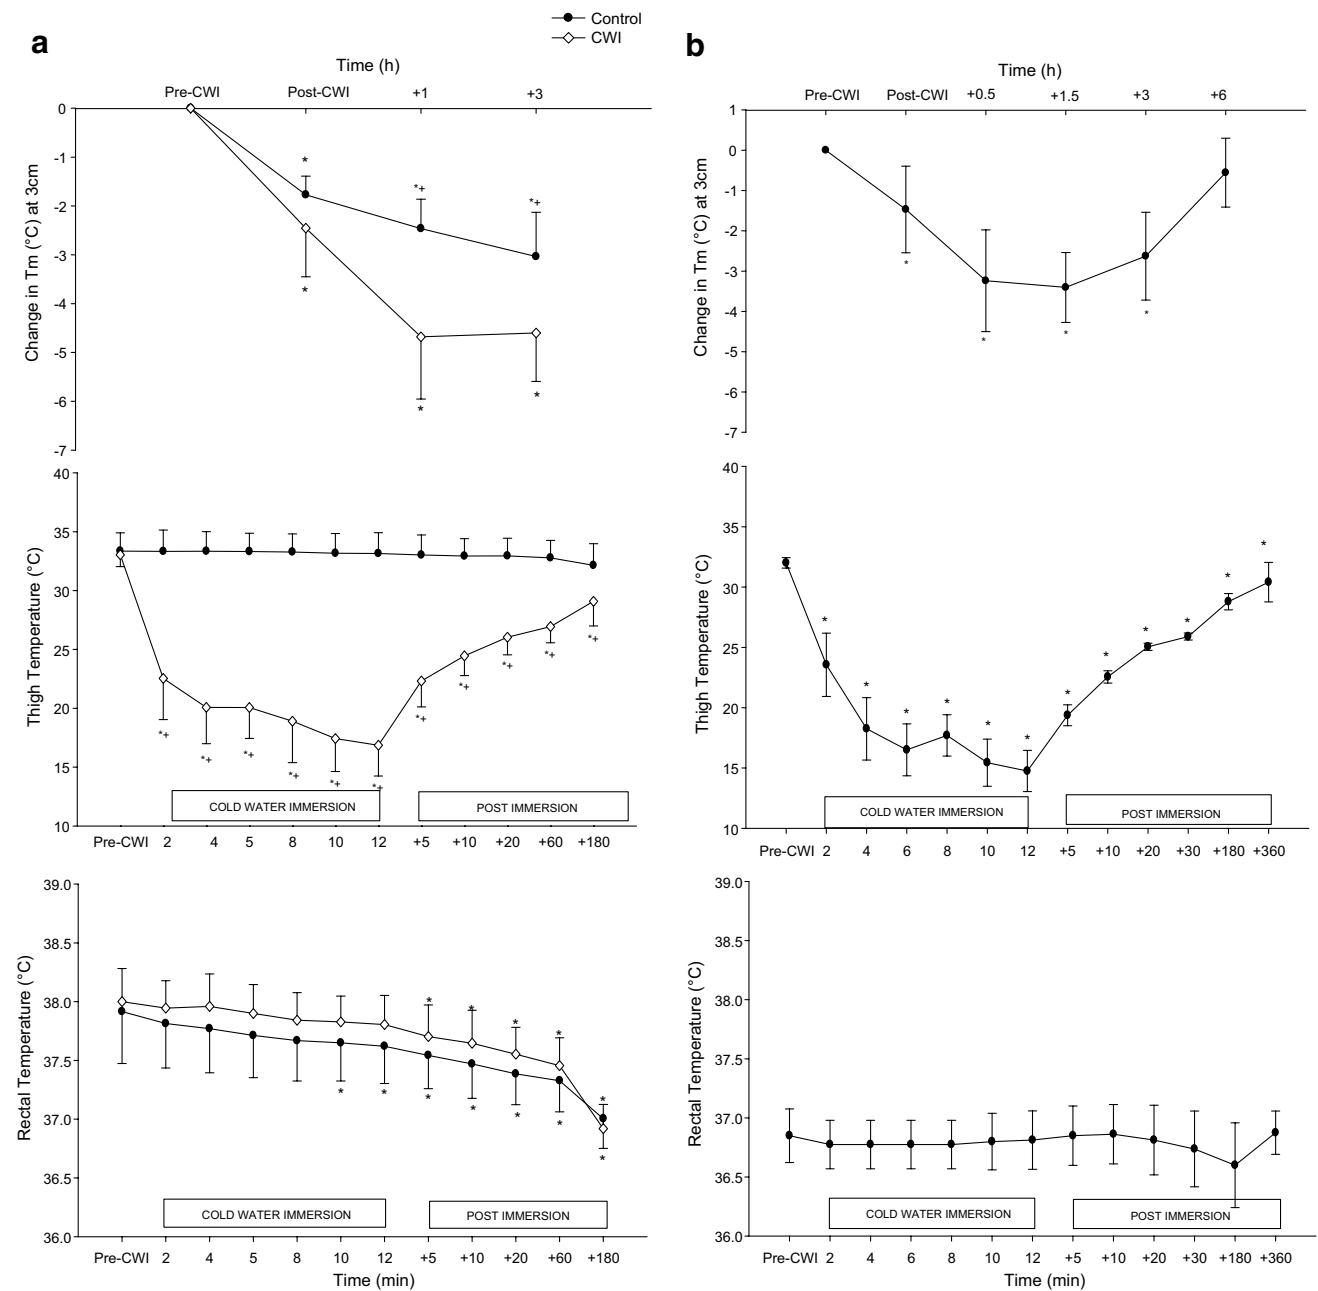 Control
CWI
a
b
Time (h)
Pre-CWI Post-CWI +1 +3
Change in Tm (°C) at 3cm
0
-1
-2
-3
-4
-5
-6
-7
*
*+
*+
*
*
*
Time (h)
Pre-CWI Post-CWI +0.5 +1.5 +3 +6
Change in Tm (°C) at 3cm
1
0
-1
-2
-3
-4
-5
-6
-7
*
*
*
*
Thigh Temperature (°C)
40
35
30
25
20
15
10
*+ *+ *+ *+ *+ *+ *+ *+ *+ *+ *+
COLD WATER IMMERSION
POST IMMERSION
Pre-CWI 2 4 5 8 10 12 +5 +10 +20 +60 +180
Thigh Temperature (°C)
40
35
30
25
20
15
10
* * * * * * * * * * * *
COLD WATER IMMERSION
POST IMMERSION
Pre-CWI 2 4 6 8 10 12 +5 +10 +20 +30 +180 +360
Rectal Temperature (°C)
39.0
38.5
38.0
37.5
37.0
36.5
36.0
* * * * *
* * * * * * *
COLD WATER IMMERSION
POST IMMERSION
Pre-CWI 2 4 5 8 10 12 +5 +10 +20 +60 +180
Time (min)
Rectal Temperature (°C)
39.0
38.5
38.0
37.5
37.0
36.5
36.0
COLD WATER IMMERSION
POST IMMERSION
Pre-CWI 2 4 6 8 10 12 +5 +10 +20 +30 +180 +360
Time (min)